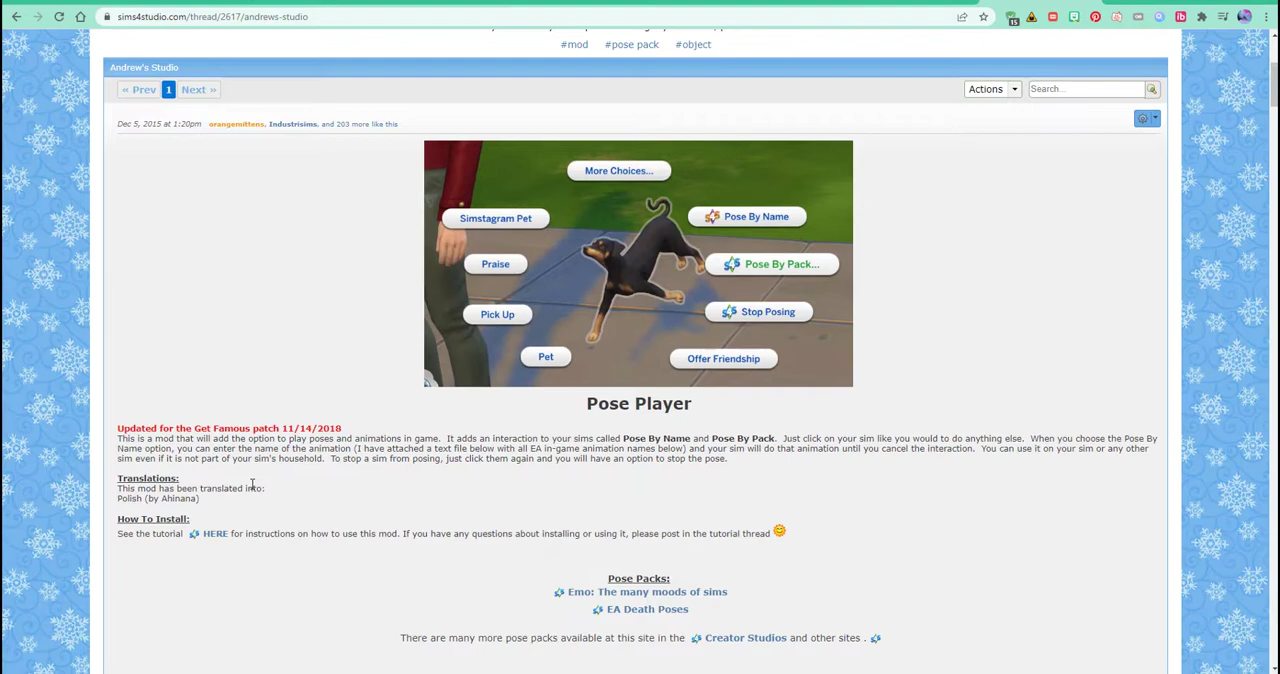 sims4studio.com/thread/2617/andrews-studio
15
#mod #pose pack #object
Andrew's Studio
« Prev 1 Next »
Actions
Search...
Dec 5, 2015 at 1:20pm orangemittens, Industrisims, and 203 more like this
More Choices...
Simstagram Pet
Pose By Name
Praise
Pose By Pack...
Pick Up
Stop Posing
Pet
Offer Friendship
Pose Player
Updated for the Get Famous patch 11/14/2018
This is a mod that will add the option to play poses and animations in game. It adds an interaction to your sims called Pose By Name and Pose By Pack. Just click on your sim like you would to do anything else. When you choose the Pose By
Name option, you can enter the name of the animation (I have attached a text file below with all EA in-game animation names below) and your sim will do that animation until you cancel the interaction. You can use it on your sim or any other
sim even if it is not part of your sim's household. To stop a sim from posing, just click them again and you will have an option to stop the pose.
Translations:
This mod has been translated into:
Polish (by Ahinana)
How To Install:
See the tutorial HERE for instructions on how to use this mod. If you have any questions about installing or using it, please post in the tutorial thread
Pose Packs:
Emo: The many moods of sims
EA Death Poses
There are many more pose packs available at this site in the Creator Studios and other sites .